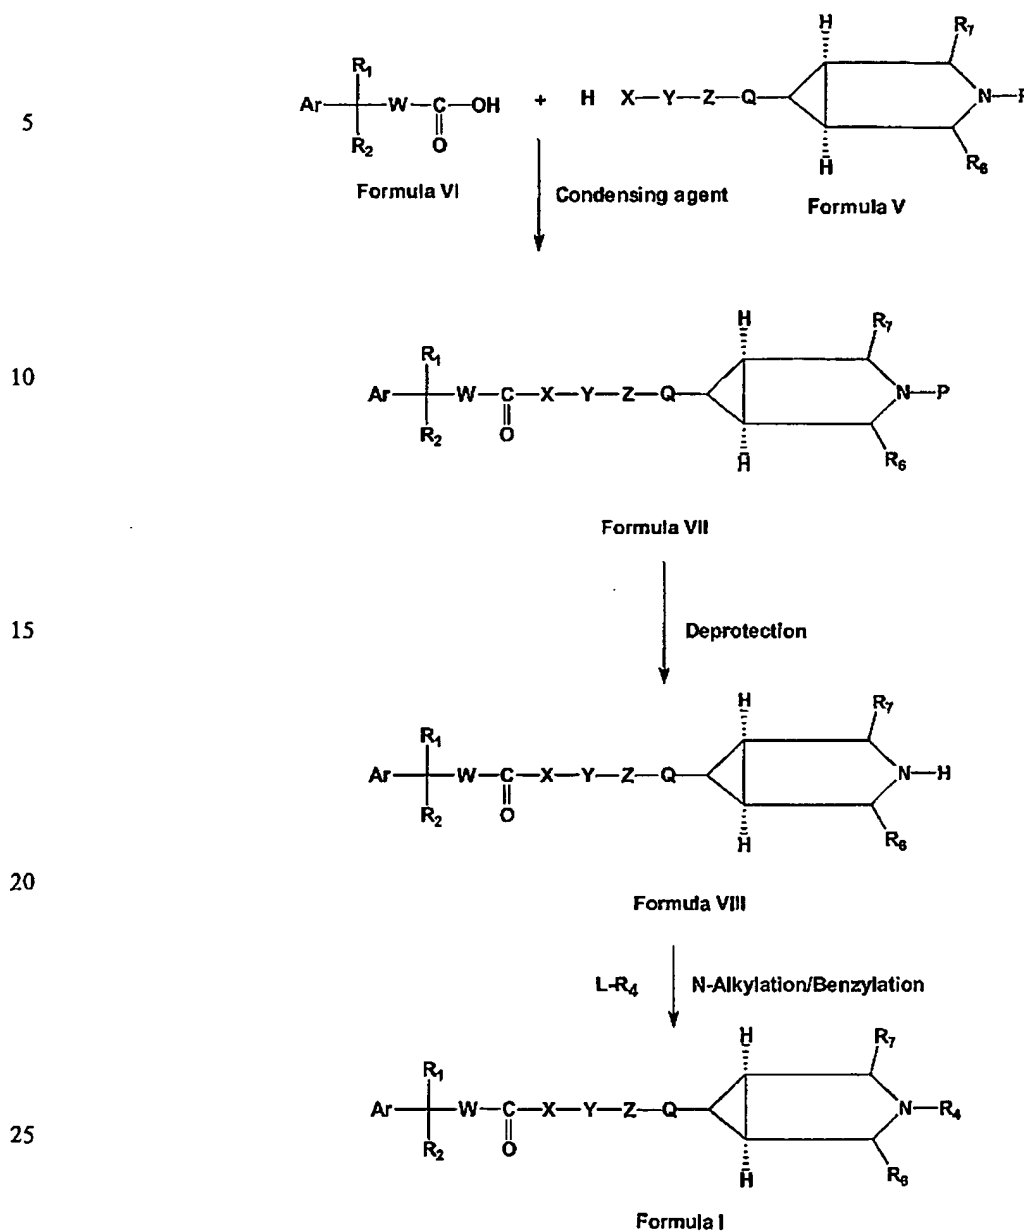 H
R7
R1
Ar W C OH + H X—Y—Z—Q N
5
R2 O
R6
H
Formula VI
Condensing agent
Formula V
H
R7
R1
10
Ar W C X Y Z Q N P
R2 O
R6
H
Formula VII
15
Deprotection
H
R7
R1
Ar W C X Y Z Q N H
R2 O
R6
H
20
Formula VIII
L-R4 N-Alkylation/Benzylation
H
R7
R1
Ar W C X Y Z Q N R4
25
R2 O
R6
H
Formula I